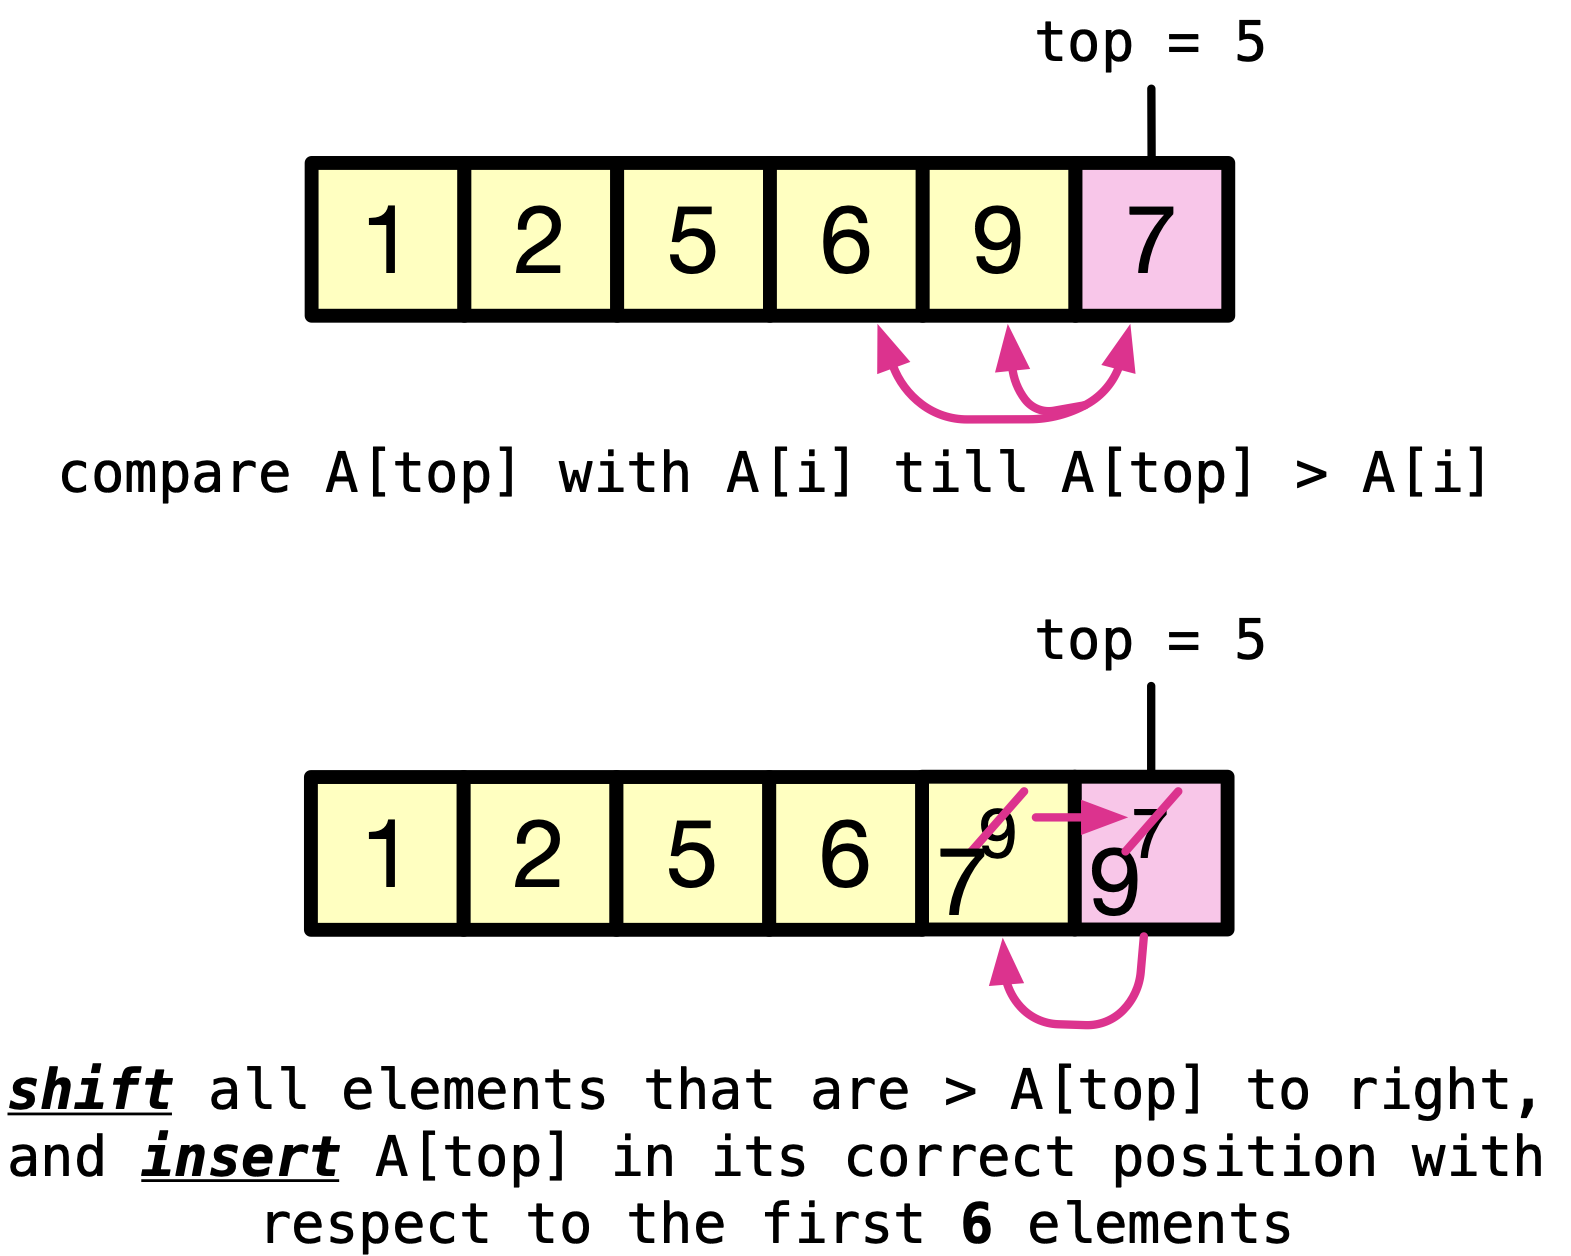 top = 5
1 2 5 6 9 7
compare A[top] with A[i] till A[top] > A[i]
top = 5
1 2 5 6 9 7
7 9
shift all elements that are > A[top] to right,
and insert A[top] in its correct position with
respect to the first 6 elements